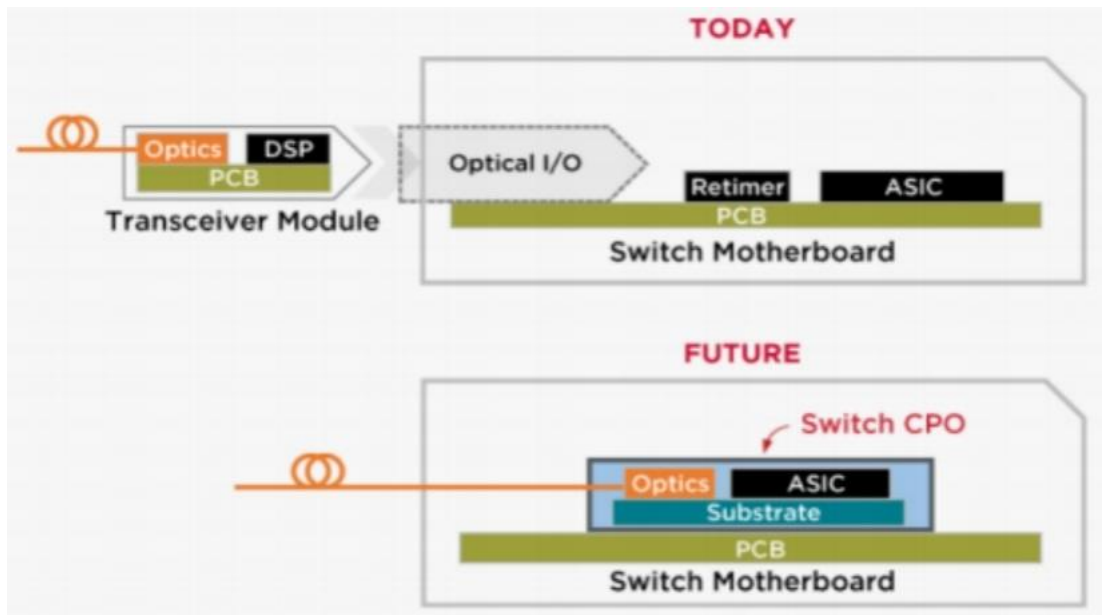 TODAY
Optics
DSP
PCB
Transceiver Module
Optical I/O
Retimer
ASIC
PCB
Switch Motherboard
FUTURE
Switch CPO
Optics
ASIC
Substrate
PCB
Switch Motherboard